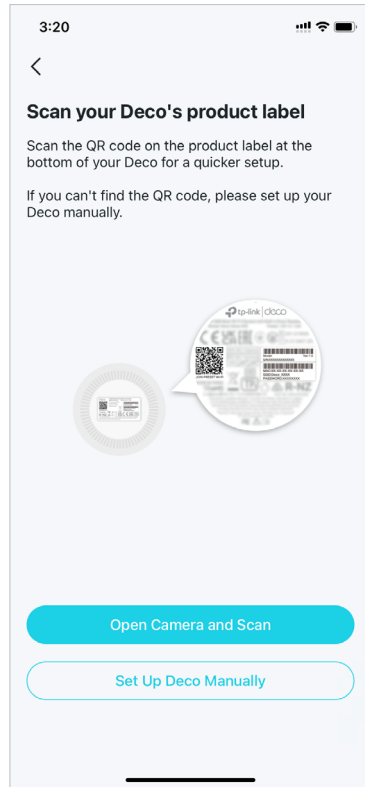 3:20
Scan your Deco's product label
Scan the QR code on the product label at the
bottom of your Deco for a quicker setup.
If you can't find the QR code, please set up your
Deco manually.
tp-link | deco
Open Camera and Scan
Set Up Deco Manually